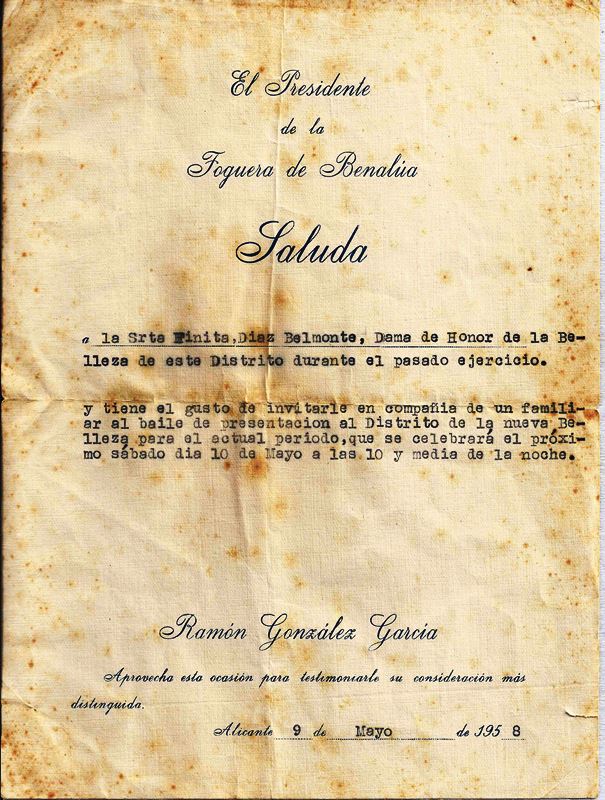 El Presidente
de la
Foguera de Benalúa
Saluda
a la Srta Finita,Diaz Belmonte, Dama de Honor de la Be-
lleza de este Distrito durante el pasado ejercicio.
y tiene el gusto de invitarle en compañia de un famili-
ar al baile de presentacion al Distrito de la nueva Be-
lleza para el actual periodo,que se celebrará el próxi-
mo sábado dia 10 de Mayo a las 10 y media de la noche.
Ramón González García
Aprovecha esta ocasión para testimoniarle su consideración más
distinguida.
Alicante 9 de Mayo de 1958